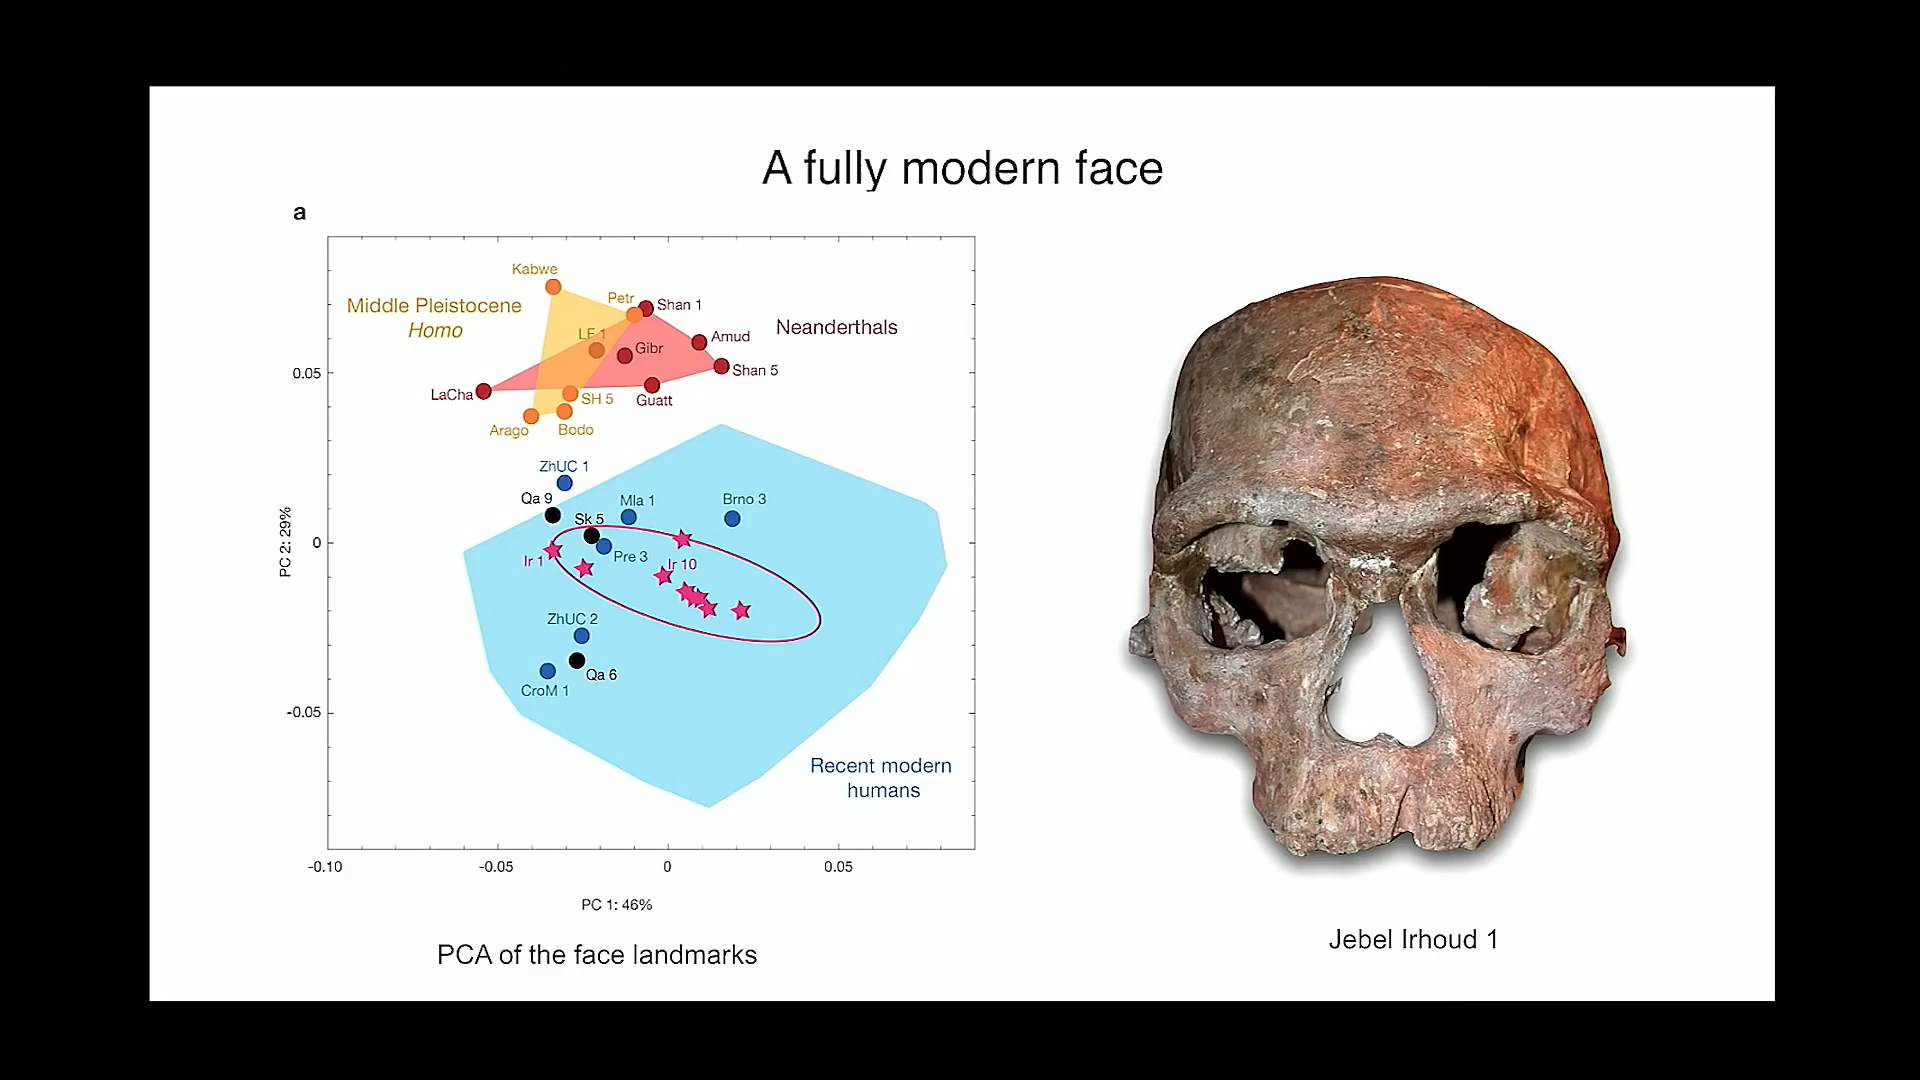 A fully modern face
a
Kabwe
Middle Pleistocene
Homo
Petr
Shan 1
Neanderthals
LF 1
Gibr
Amud
Shan 5
0.05
LaCha
SH 5
Guatt
Arago
Bodo
ZhUC 1
Qa 9
Mla 1
Brno 3
Sk 5
0
Ir 1
Pre 3
Ir 10
PC 2: 29%
ZhUC 2
Qa 6
CroM 1
-0.05
Recent modern
humans
-0.10
-0.05
0
0.05
PC 1: 46%
PCA of the face landmarks
Jebel Irhoud 1